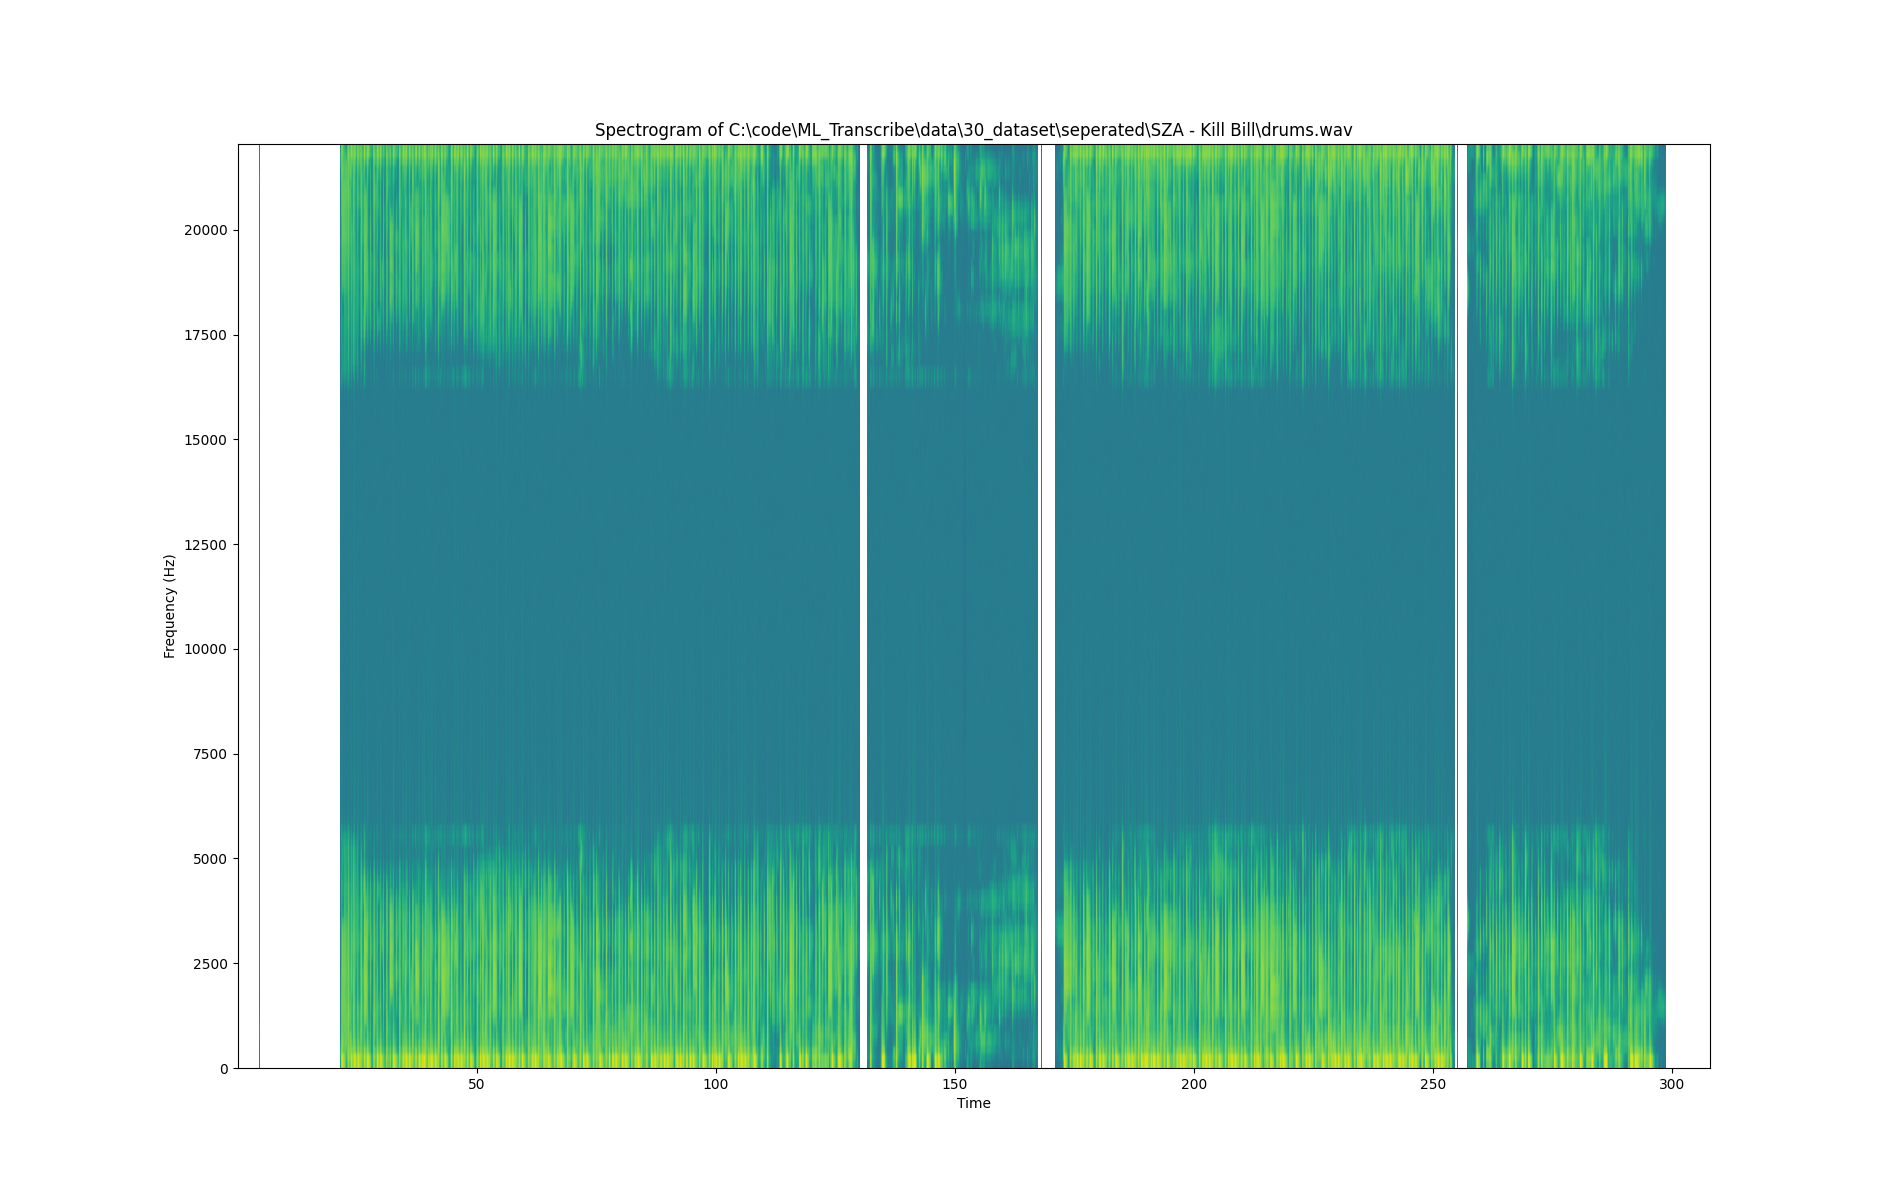 Spectrogram of C:\code\ML_Transcribe\data\30_dataset\seperated\SZA - Kill Bill\drums.wav
Frequency (Hz)
20000
17500
15000
12500
10000
7500
5000
2500
0
50 100 150 200 250 300
Time